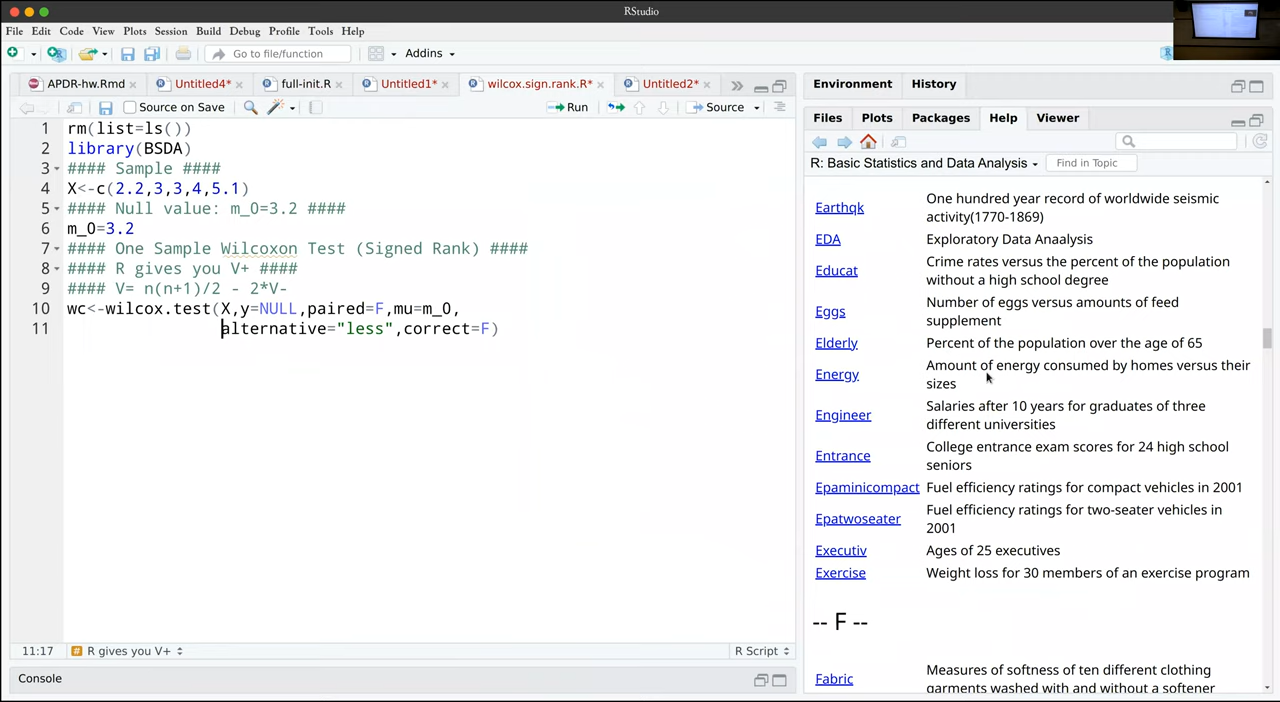 RStudio
File Edit Code View Plots Session Build Debug Profile Tools Help
Go to file/function Addins
APDR-hw.Rmd Untitled4* full-init.R Untitled1* wilcox.sign.rank.R* Untitled2*
Source on Save Run Source
1 rm(list=ls())
2 library(BSDA)
3 #### Sample ####
4 X<-c(2.2,3,3,4,5.1)
5 #### Null value: m_O=3.2 ####
6 m_O=3.2
7 #### One Sample Wilcoxon Test (Signed Rank) ####
8 #### R gives you V+ ####
9 #### V= n(n+1)/2 - 2*V-
10 wc<-wilcox.test(X,y=NULL,paired=F,mu=m_O,
11 alternative="less",correct=F)
11:17 # R gives you V+ R Script
Console
Environment History
Files Plots Packages Help Viewer
R: Basic Statistics and Data Analysis Find in Topic
Earthqk One hundred year record of worldwide seismic
activity(1770-1869)
EDA Exploratory Data Anaalysis
Educat Crime rates versus the percent of the population
without a high school degree
Eggs Number of eggs versus amounts of feed
supplement
Elderly Percent of the population over the age of 65
Energy Amount of energy consumed by homes versus their
sizes
Engineer Salaries after 10 years for graduates of three
different universities
Entrance College entrance exam scores for 24 high school
seniors
Epaminicompact Fuel efficiency ratings for compact vehicles in 2001
Epatwoseater Fuel efficiency ratings for two-seater vehicles in
2001
Executiv Ages of 25 executives
Exercise Weight loss for 30 members of an exercise program
-- F --
Fabric Measures of softness of ten different clothing
garments washed with and without a softener